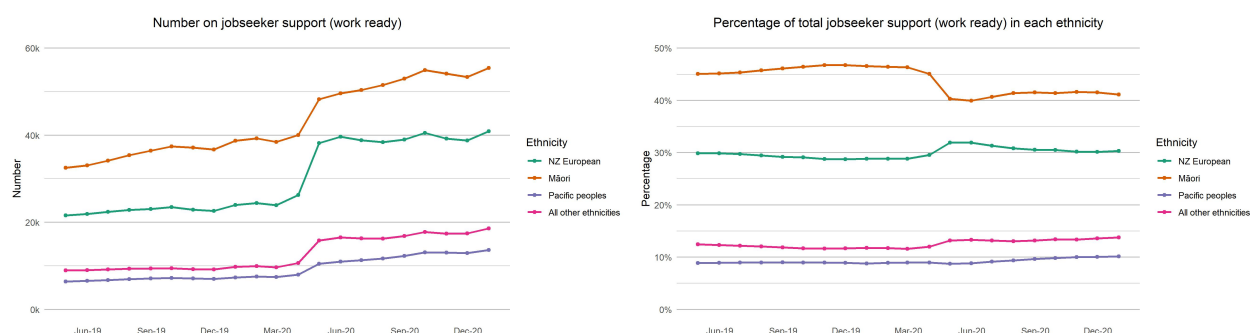 Number on jobseeker support (work ready)
60k
40k
20k
0k
Number
Jun-19 Sep-19 Dec-19 Mar-20 Jun-20 Sep-20 Dec-20
Ethnicity
NZ European
Māori
Pacific peoples
All other ethnicities
Percentage of total jobseeker support (work ready) in each ethnicity
50%
40%
30%
20%
10%
0%
Percentage
Jun-19 Sep-19 Dec-19 Mar-20 Jun-20 Sep-20 Dec-20
Ethnicity
NZ European
Māori
Pacific peoples
All other ethnicities